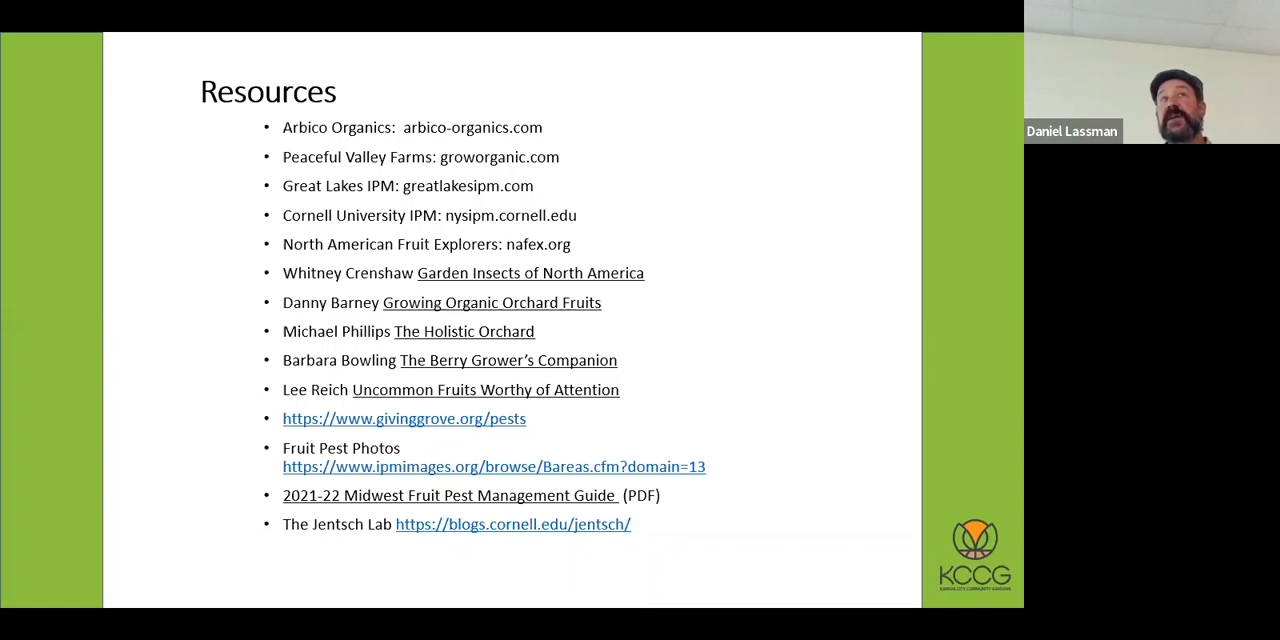 Resources
• Arbico Organics: arbico-organics.com
• Peaceful Valley Farms: groworganic.com
• Great Lakes IPM: greatlakesipm.com
• Cornell University IPM: nysipm.cornell.edu
• North American Fruit Explorers: nafex.org
• Whitney Crenshaw Garden Insects of North America
• Danny Barney Growing Organic Orchard Fruits
• Michael Phillips The Holistic Orchard
• Barbara Bowling The Berry Grower's Companion
• Lee Reich Uncommon Fruits Worthy of Attention
• https://www.givinggrove.org/pests
• Fruit Pest Photos
https://www.ipmimages.org/browse/Bareas.cfm?domain=13
• 2021-22 Midwest Fruit Pest Management Guide (PDF)
• The Jentsch Lab https://blogs.cornell.edu/jentsch/
Daniel Lassman
KCCG
KANSAS CITY COMMUNITY GARDENS